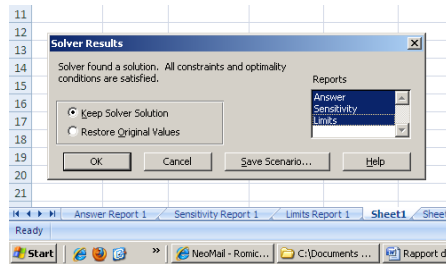 11
12
13
14
15
16
17
18
19
20
21
Solver Results
Solver found a solution. All constraints and optimality
conditions are satisfied.
Reports
Answer
Sensitivity
Limits
Keep Solver Solution
Restore Original Values
OK Cancel Save Scenario... Help
Answer Report 1 Sensitivity Report 1 Limits Report 1 Sheet1 Sheet
Ready
Start » NeoMail - Romic... C:\Documents ... Rapport d